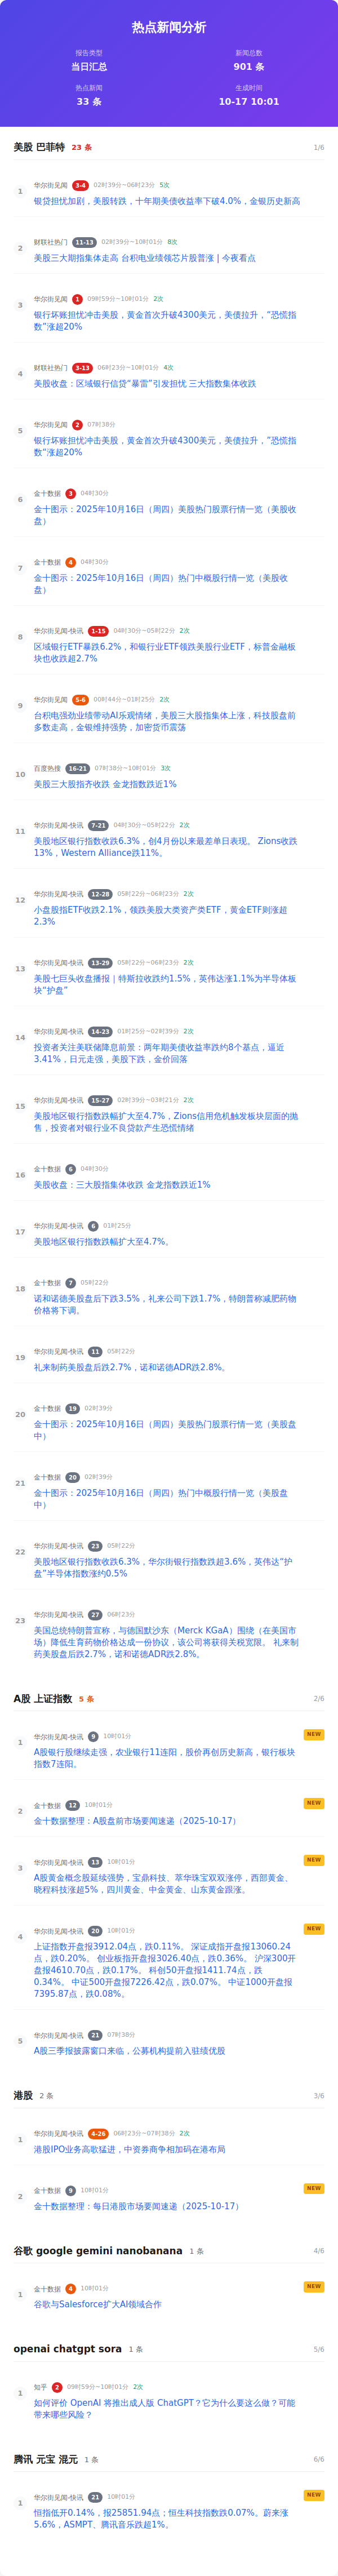 热点新闻分析
报告类型
新闻总数
当日汇总
901 条
热点新闻
生成时间
33 条
10-17 10:01
美股 巴菲特 23 条 1/6
1
华尔街见闻 3-4 02时39分~06时23分 5次
银贷担忧加剧，美股转跌，十年期美债收益率下破4.0%，金银历史新高
2
财联社热门 11-13 02时39分~10时01分 8次
美股三大期指集体走高 台积电业绩领芯片股普涨 | 今夜看点
3
华尔街见闻 1 09时59分~10时01分 2次
银行坏账担忧冲击美股，黄金首次升破4300美元，美债拉升，“恐慌指
数”涨超20%
4
财联社热门 3-13 06时23分~10时01分 4次
美股收盘：区域银行信贷“暴雷”引发担忧 三大指数集体收跌
5
华尔街见闻 2 07时38分
银行坏账担忧冲击美股，黄金首次升破4300美元，美债拉升，“恐慌指
数”涨超20%
6
金十数据 3 04时30分
金十图示：2025年10月16日（周四）美股热门股票行情一览（美股收
盘）
7
金十数据 4 04时30分
金十图示：2025年10月16日（周四）热门中概股行情一览（美股收
盘）
8
华尔街见闻-快讯 1-15 04时30分~05时22分 2次
区域银行ETF暴跌6.2%，和银行业ETF领跌美股行业ETF，标普金融板
块也收跌超2.7%
9
华尔街见闻 5-6 00时44分~01时25分 2次
台积电强劲业绩带动AI乐观情绪，美股三大股指集体上涨，科技股盘前
多数走高，金银维持强势，加密货币震荡
10
百度热搜 16-21 07时38分~10时01分 3次
美股三大股指齐收跌 金龙指数跌近1%
11
华尔街见闻-快讯 7-21 04时30分~05时22分 2次
美股地区银行指数收跌6.3%，创4月份以来最差单日表现。 Zions收跌
13%，Western Alliance跌11%。
12
华尔街见闻-快讯 12-28 05时22分~06时23分 2次
小盘股指ETF收跌2.1%，领跌美股大类资产类ETF，黄金ETF则涨超
2.3%
13
华尔街见闻-快讯 13-29 05时22分~06时23分 2次
美股七巨头收盘播报｜特斯拉收跌约1.5%，英伟达涨1.1%为半导体板
块“护盘”
14
华尔街见闻-快讯 14-23 01时25分~02时39分 2次
投资者关注美联储降息前景：两年期美债收益率跌约8个基点，逼近
3.41%，日元走强，美股下跌，金价回落
15
华尔街见闻-快讯 15-27 02时39分~03时21分 2次
美股地区银行指数跌幅扩大至4.7%，Zions信用危机触发板块层面的抛
售，投资者对银行业不良贷款产生恐慌情绪
16
金十数据 6 04时30分
美股收盘：三大股指集体收跌 金龙指数跌近1%
17
华尔街见闻-快讯 6 01时25分
美股地区银行指数跌幅扩大至4.7%。
18
金十数据 7 05时22分
诺和诺德美股盘后下跌3.5%，礼来公司下跌1.7%，特朗普称减肥药物
价格将下调。
19
华尔街见闻-快讯 11 05时22分
礼来制药美股盘后跌2.7%，诺和诺德ADR跌2.8%。
20
金十数据 19 02时39分
金十图示：2025年10月16日（周四）美股热门股票行情一览（美股盘
中）
21
金十数据 20 02时39分
金十图示：2025年10月16日（周四）热门中概股行情一览（美股盘
中）
22
华尔街见闻-快讯 23 05时22分
美股地区银行指数收跌6.3%，华尔街银行指数跌超3.6%，英伟达“护
盘”半导体指数涨约0.5%
23
华尔街见闻-快讯 27 06时23分
美国总统特朗普宣称，与德国默沙东（Merck KGaA）围绕（在美国市
场）降低生育药物价格达成一份协议，该公司将获得关税宽限。 礼来制
药美股盘后跌2.7%，诺和诺德ADR跌2.8%。
A股 上证指数 5 条 2/6
1
华尔街见闻-快讯 9 10时01分 NEW
A股银行股继续走强，农业银行11连阳，股价再创历史新高，银行板块
指数7连阳。
2
金十数据 12 10时01分 NEW
金十数据整理：A股盘前市场要闻速递（2025-10-17）
3
华尔街见闻-快讯 13 10时01分 NEW
A股黄金概念股延续强势，宝鼎科技、萃华珠宝双双涨停，西部黄金、
晓程科技涨超5%，四川黄金、中金黄金、山东黄金跟涨。
4
华尔街见闻-快讯 20 10时01分 NEW
上证指数开盘报3912.04点，跌0.11%。 深证成指开盘报13060.24
点，跌0.20%。 创业板指开盘报3026.40点，跌0.36%。 沪深300开
盘报4610.70点，跌0.17%。 科创50开盘报1411.74点，跌
0.34%。 中证500开盘报7226.42点，跌0.07%。 中证1000开盘报
7395.87点，跌0.08%。
5
华尔街见闻-快讯 21 07时38分
A股三季报披露窗口来临，公募机构提前入驻绩优股
港股 2 条 3/6
1
华尔街见闻-快讯 4-26 06时23分~07时38分 2次
港股IPO业务高歌猛进，中资券商争相加码在港布局
2
金十数据 9 10时01分 NEW
金十数据整理：每日港股市场要闻速递（2025-10-17）
谷歌 google gemini nanobanana 1 条 4/6
1
金十数据 4 10时01分 NEW
谷歌与Salesforce扩大AI领域合作
openai chatgpt sora 1 条 5/6
1
知乎 2 09时59分~10时01分 2次
如何评价 OpenAI 将推出成人版 ChatGPT？它为什么要这么做？可能
带来哪些风险？
腾讯 元宝 混元 1 条 6/6
1
华尔街见闻-快讯 21 10时01分 NEW
恒指低开0.14%，报25851.94点；恒生科技指数跌0.07%。蔚来涨
5.6%，ASMPT、腾讯音乐跌超1%。